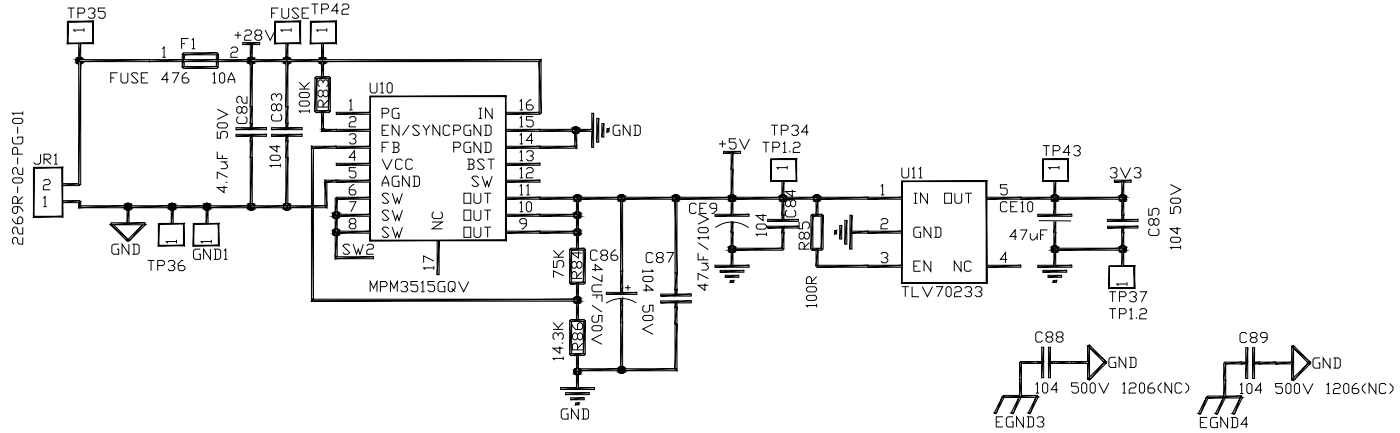 TP35
1
FUSE
1
TP42
1
F1
1
2
+28V
FUSE 476 10A
R83
100K
C82
4.7uF 50V
C83
104
2269R-02-PG-01
JR1
2
1
GND
TP36
1
GND1
1
U10
1 PG IN 16
2 EN/SYNC PGND 15
3 FB PGND 14
4 VCC BST 13
5 AGND SW 12
6 SW OUT 11
7 SW OUT 10
8 SW OUT 9
NC
17
SW2
MPM3515GQV
GND
75K
R84
14.3K
R86
GND
C86
47UF/50V
+
C87
104 50V
+5V
CE9
47uF/10V
TP34
TP1.2
1
C84
104
R85
100R
U11
1 IN OUT 5
2 GND
3 EN NC 4
TLV70233
TP43
1
CE10
47uF
3V3
C85
104 50V
1
TP37
TP1.2
C88
GND
104 500V 1206(NC)
EGND3
C89
GND
104 500V 1206(NC)
EGND4